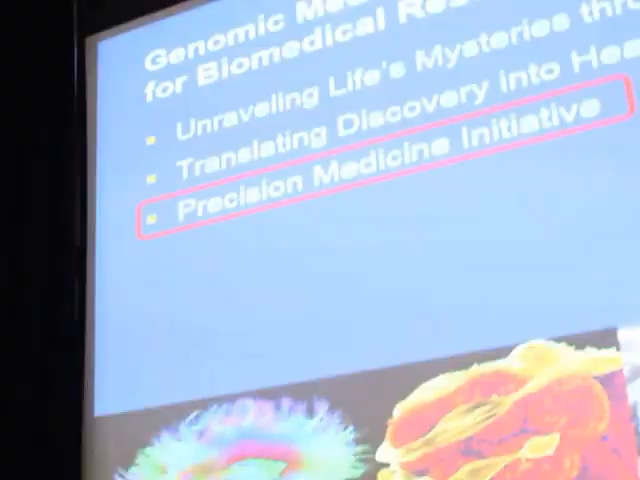 Genomic
for Biomedical
Unraveling Life's Mysteries
Translating Discovery into
Precision Medicine Initiative